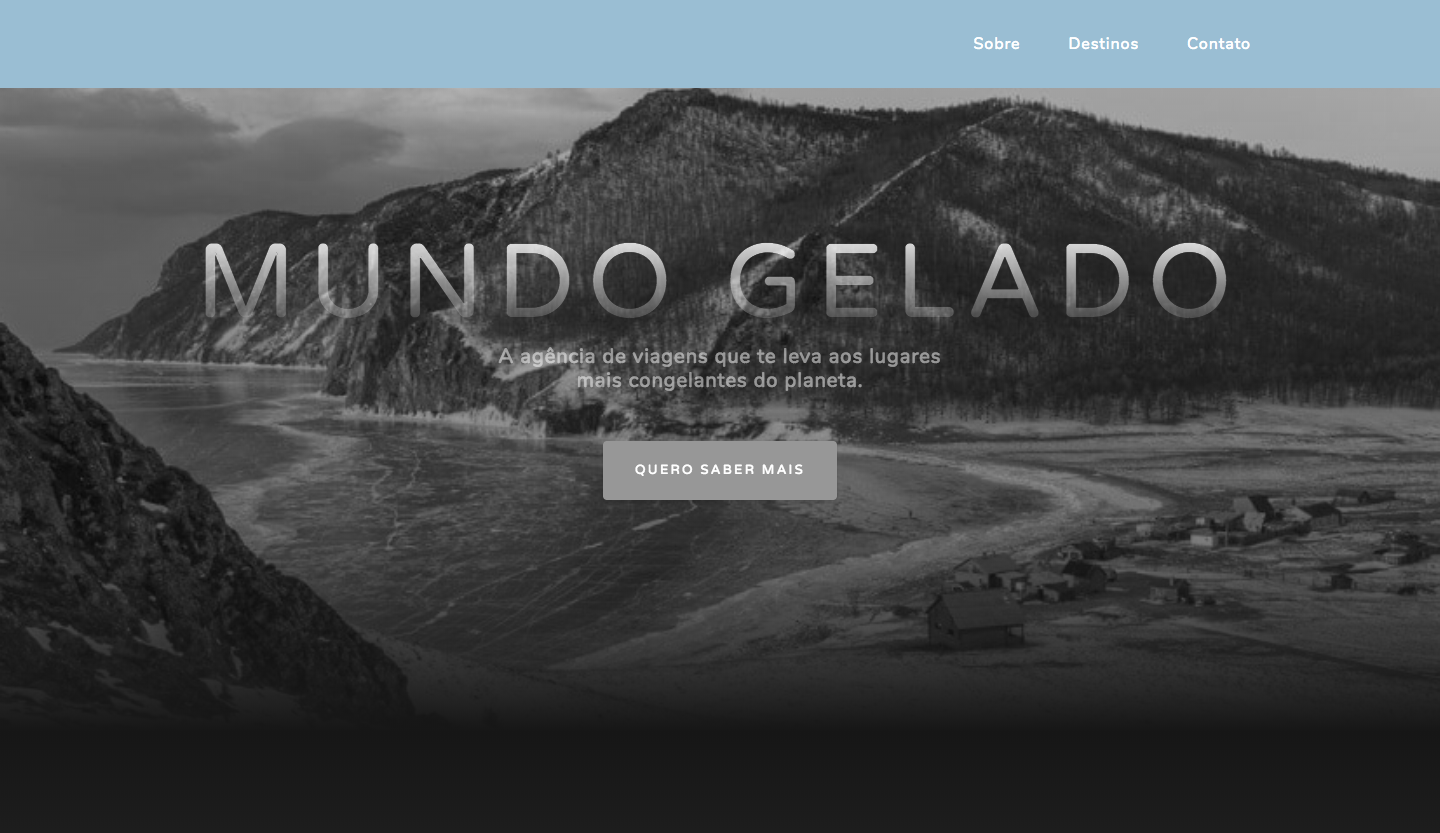 Sobre Destinos Contato
MUNDO GELADO
A agência de viagens que te leva aos lugares
mais congelantes do planeta.
QUERO SABER MAIS